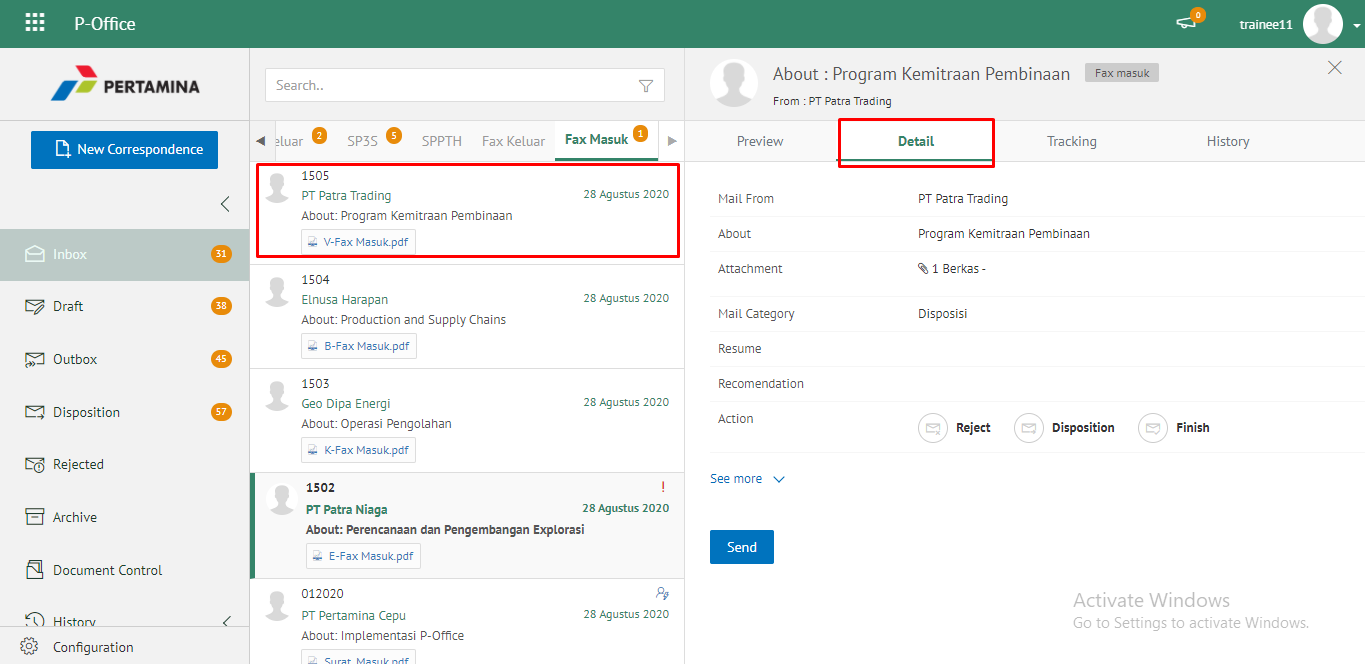 P-Office
0
trainee11
PERTAMINA
New Correspondence
Inbox 31
Draft 38
Outbox 45
Disposition 57
Rejected
Archive
Document Control
History
Configuration
Search..
eluar 2
SP3S 5
SPPTH
Fax Keluar
Fax Masuk 1
1505
PT Patra Trading
28 Agustus 2020
About: Program Kemitraan Pembinaan
V-Fax Masuk.pdf
1504
Elnusa Harapan
28 Agustus 2020
About: Production and Supply Chains
B-Fax Masuk.pdf
1503
Geo Dipa Energi
28 Agustus 2020
About: Operasi Pengolahan
K-Fax Masuk.pdf
1502
!
PT Patra Niaga
28 Agustus 2020
About: Perencanaan dan Pengembangan Explorasi
E-Fax Masuk.pdf
012020
PT Pertamina Cepu
28 Agustus 2020
About: Implementasi P-Office
Surat Masuk.pdf
About : Program Kemitraan Pembinaan
Fax masuk
From : PT Patra Trading
Preview
Detail
Tracking
History
Mail From PT Patra Trading
About Program Kemitraan Pembinaan
Attachment 1 Berkas -
Mail Category Disposisi
Resume
Recomendation
Action Reject Disposition Finish
See more
Send
Activate Windows
Go to Settings to activate Windows.